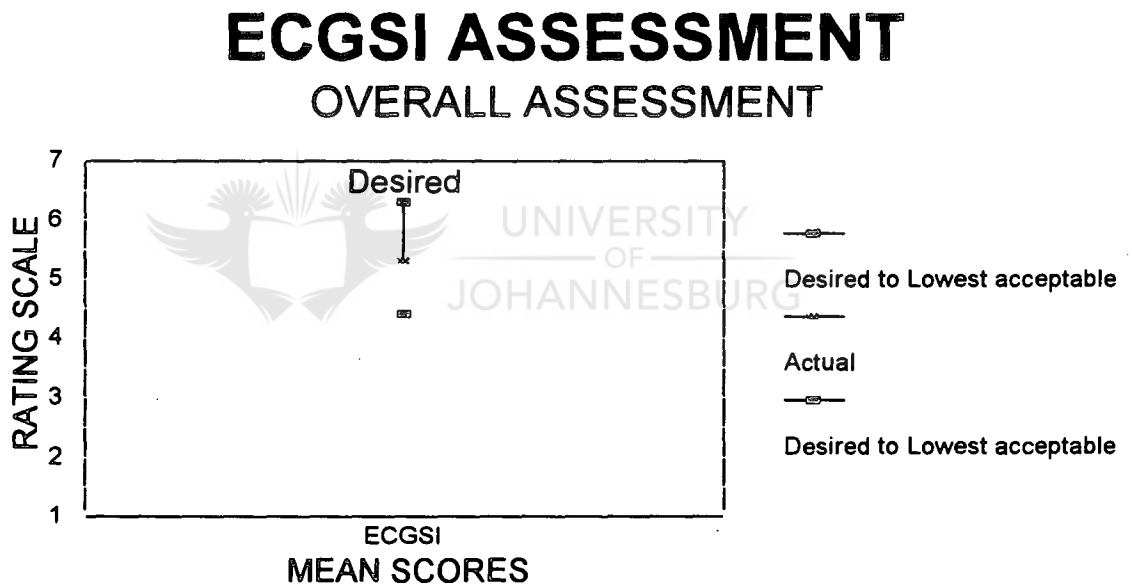 ECGSI ASSESSMENT
OVERALL ASSESSMENT
7
6
5
4
3
2
1
RATING SCALE
Desired
UNIVERSITY
OF
JOHANNESBURG
ECGSI
MEAN SCORES
Desired to Lowest acceptable
Actual
Desired to Lowest acceptable